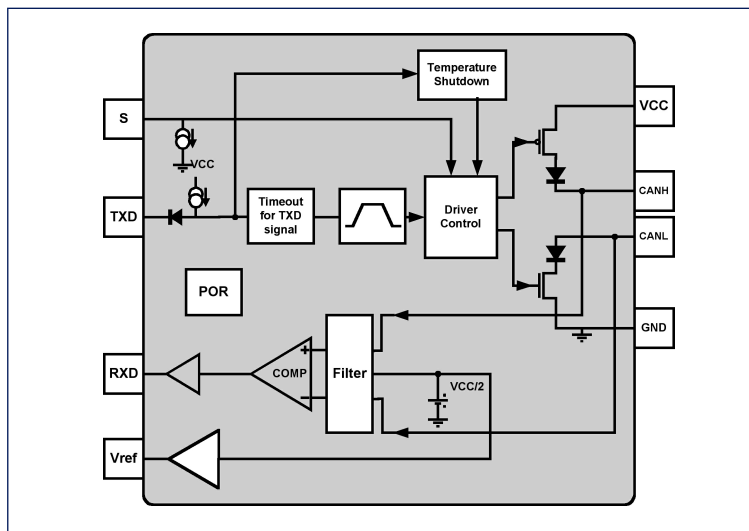 Temperature
Shutdown
S
VCC
VCC
TXD
Timeout
for TXD
signal
Driver
Control
CANH
CANL
POR
GND
RXD
+
COMP
−
Filter
VCC/2
Vref